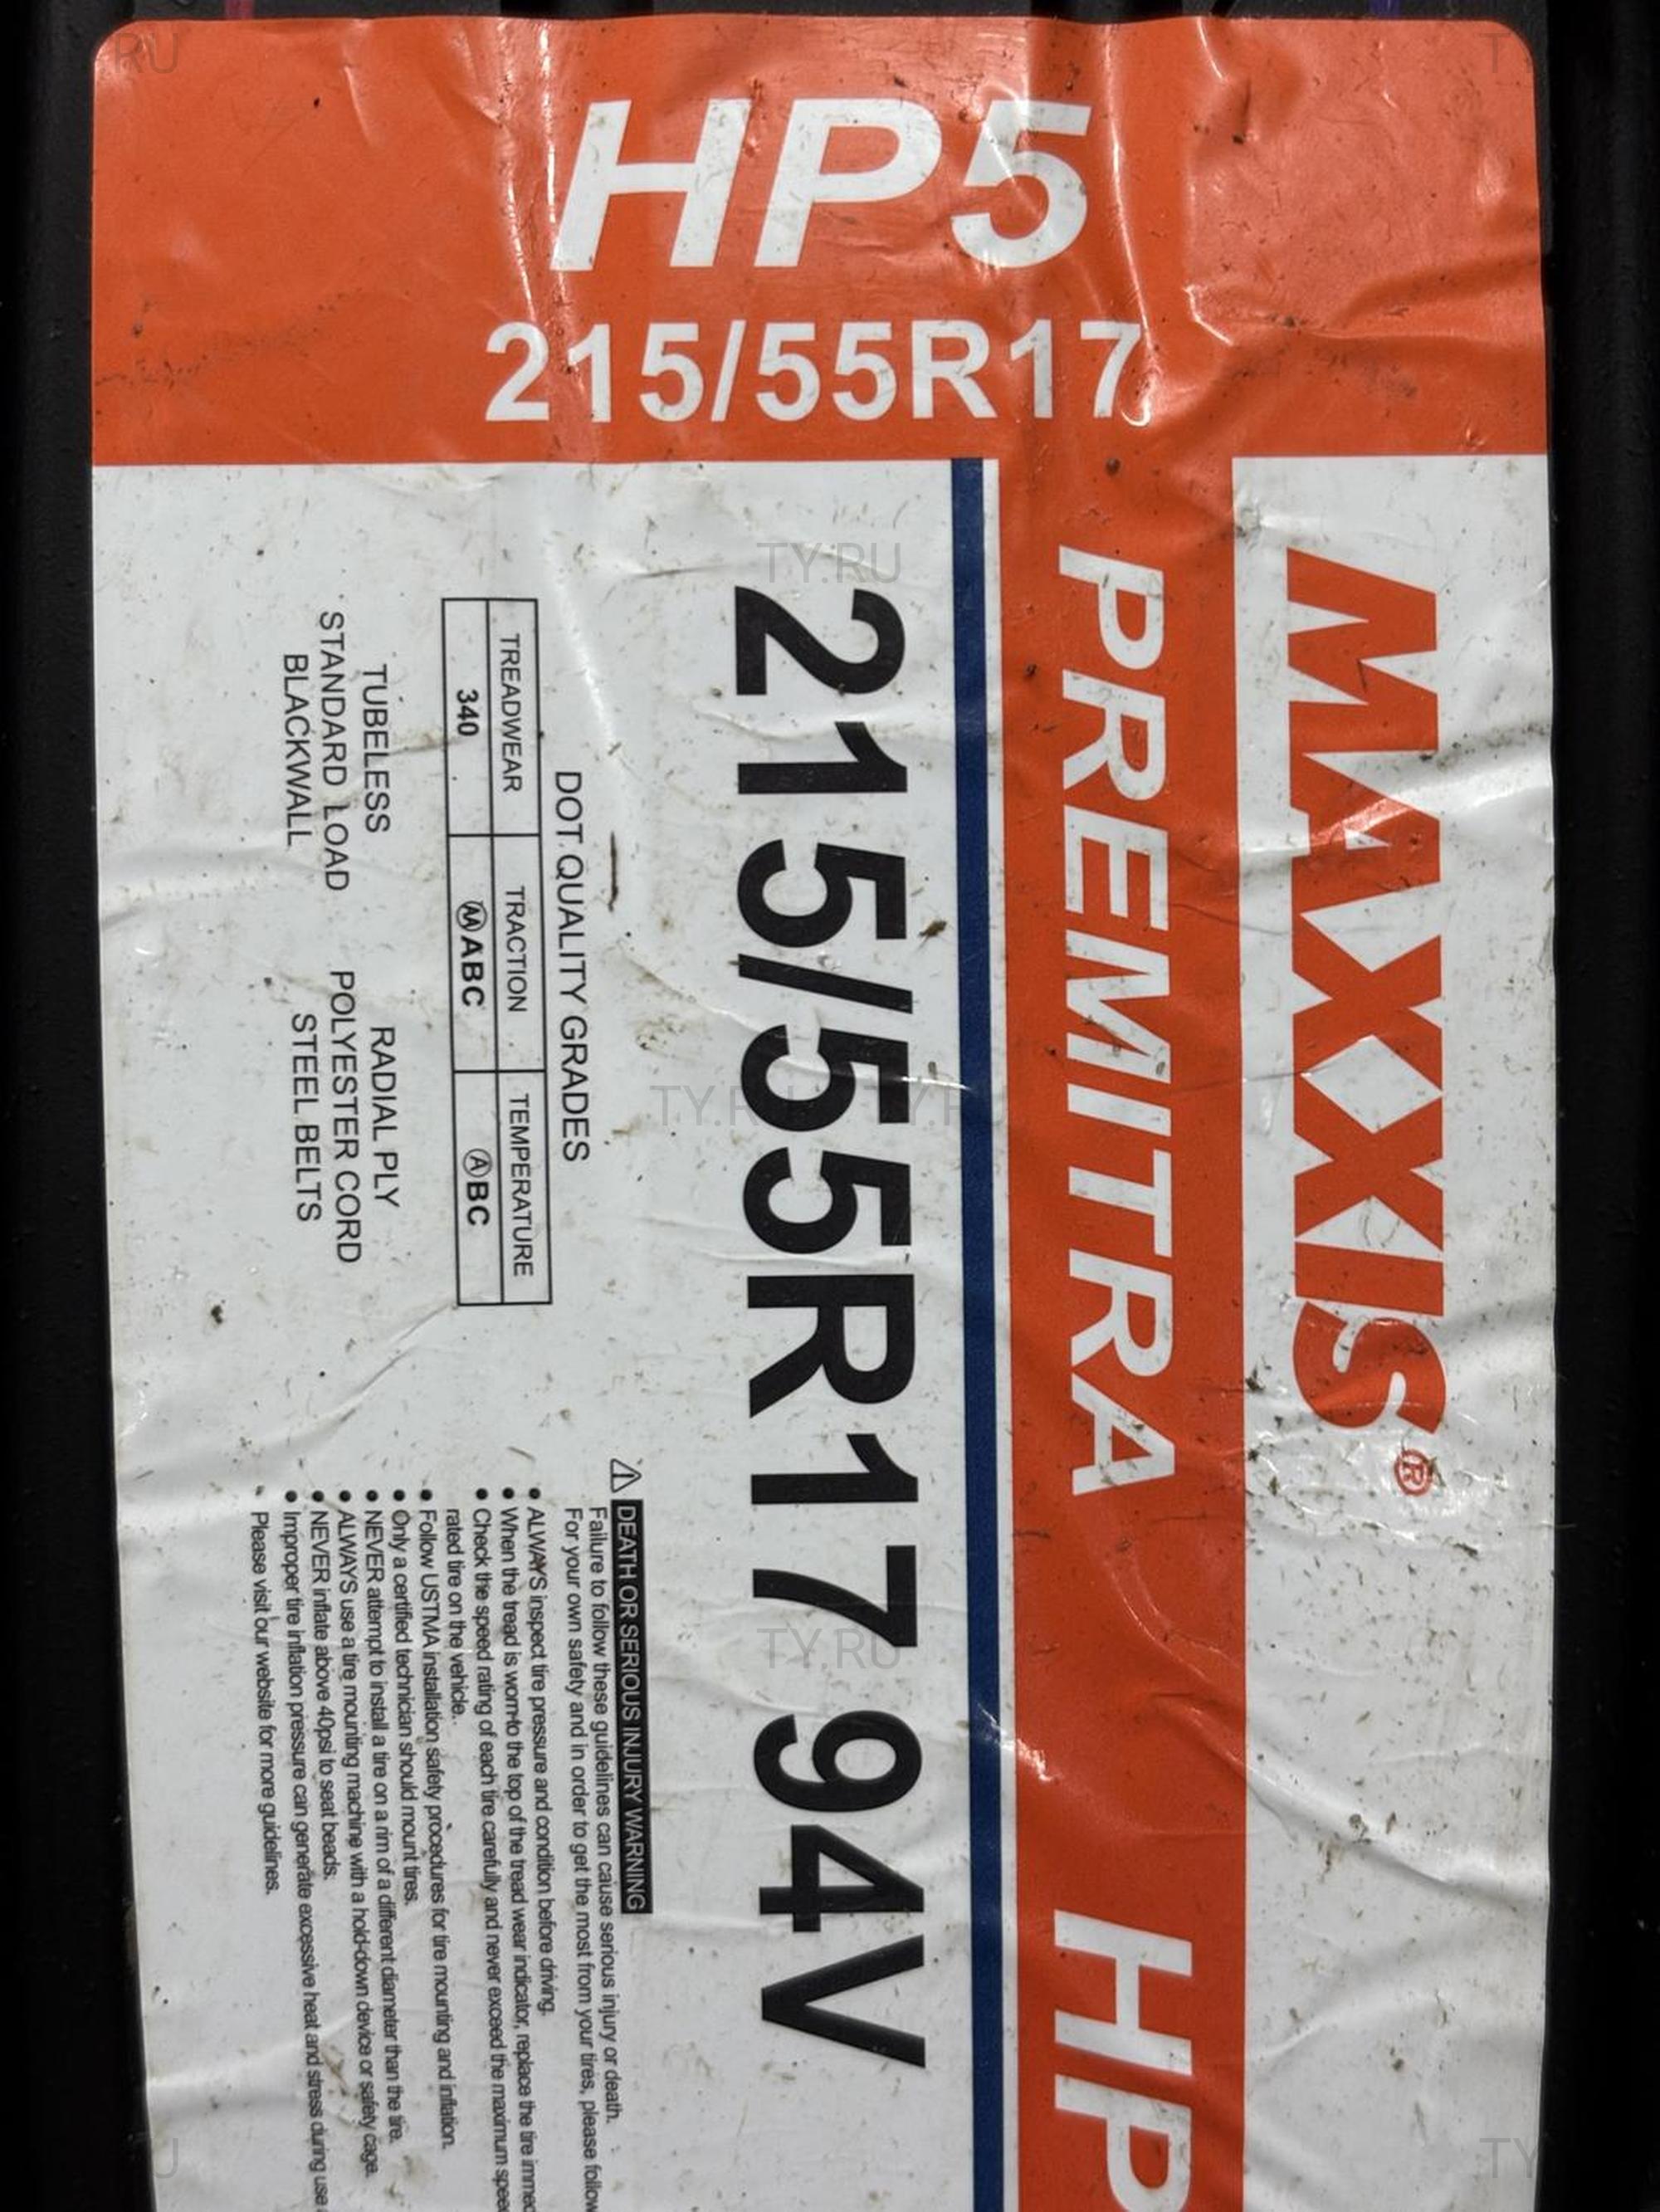 HP5
215/55R17
MAXXIS®
PREMITRA HP
215/55R17 94V
DOT QUALITY GRADES
TREADWEAR TRACTION TEMPERATURE
340 AA ABC ABC
TUBELESS
STANDARD LOAD
BLACKWALL
RADIAL PLY
POLYESTER CORD
STEEL BELTS
DEATH OR SERIOUS INJURY WARNING
Failure to follow these guidelines can cause serious injury or death.
For your own safety and in order to get the most from your tires, please follow
• ALWAYS inspect tire pressure and condition before driving.
• When the tread is worn to the top of the tread wear indicator, replace the tire
• Check the speed rating of each tire carefully and never exceed the maximum
rated tire on the vehicle.
• Follow USTMA installation safety procedures for tire mounting and inflation.
• Only a certified technician should mount tires.
• NEVER attempt to install a tire on a rim of a different diameter than the tire.
• ALWAYS use a tire mounting machine with a hold-down device or safety cage.
• NEVER inflate above 40psi to seat beads.
• Improper tire inflation pressure can generate excessive heat and stress during use
• Please visit our website for more guidelines.
TY.RU
TY.RU
TY.RU
TY.RU